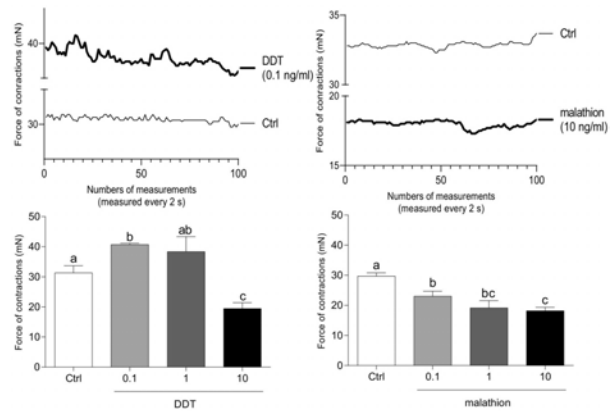 Force of conractions (mN)
40
30
DDT
(0.1 ng/ml)
Ctrl
0
50
100
Numbers of measurements
(measured every 2 s)
Force of contractions (mN)
35
30
18
15
Ctrl
malathion
(10 ng/ml)
0
50
100
Numbers of measurements
(measured every 2 s)
Force of contractions (mN)
50
40
30
20
10
0
a
b
ab
c
Ctrl
0.1
1
10
DDT
Force of contractions (mN)
50
40
30
20
10
0
a
b
bc
c
Ctrl
0.1
1
10
malathion